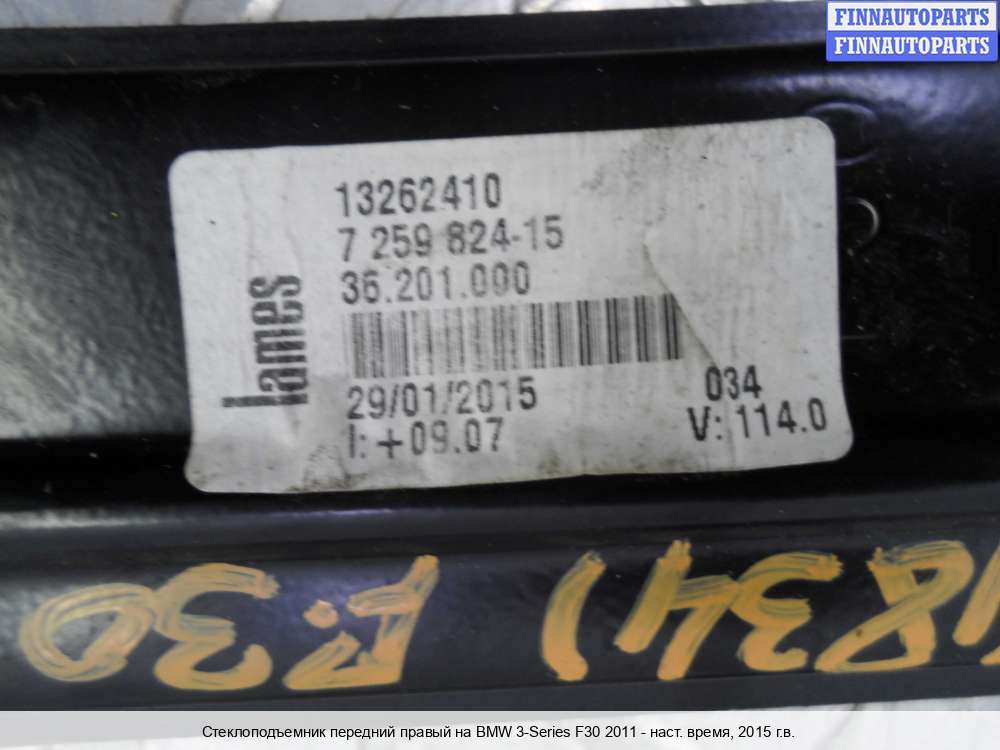 FINNAUTOPARTS
FINNAUTOPARTS
13262410
7 259 824-15
36.201.000
lames
29/01/2015
034
I: +09.07
V: 114.0
F30
834)
Стеклоподъемник передний правый на BMW 3-Series F30 2011 - наст. время, 2015 г.в.